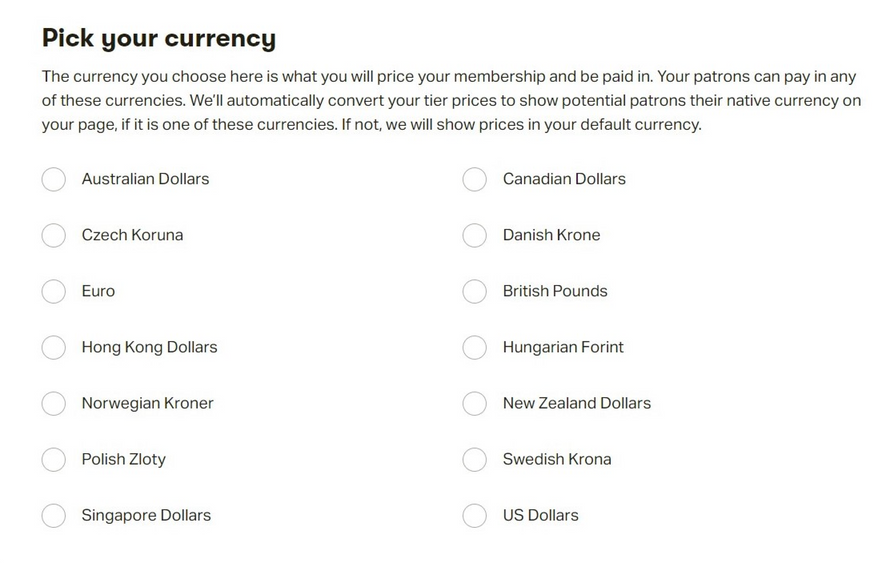 Pick your currency
The currency you choose here is what you will price your membership and be paid in. Your patrons can pay in any
of these currencies. We’ll automatically convert your tier prices to show potential patrons their native currency on
your page, if it is one of these currencies. If not, we will show prices in your default currency.
Australian Dollars
Canadian Dollars
Czech Koruna
Danish Krone
Euro
British Pounds
Hong Kong Dollars
Hungarian Forint
Norwegian Kroner
New Zealand Dollars
Polish Zloty
Swedish Krona
Singapore Dollars
US Dollars